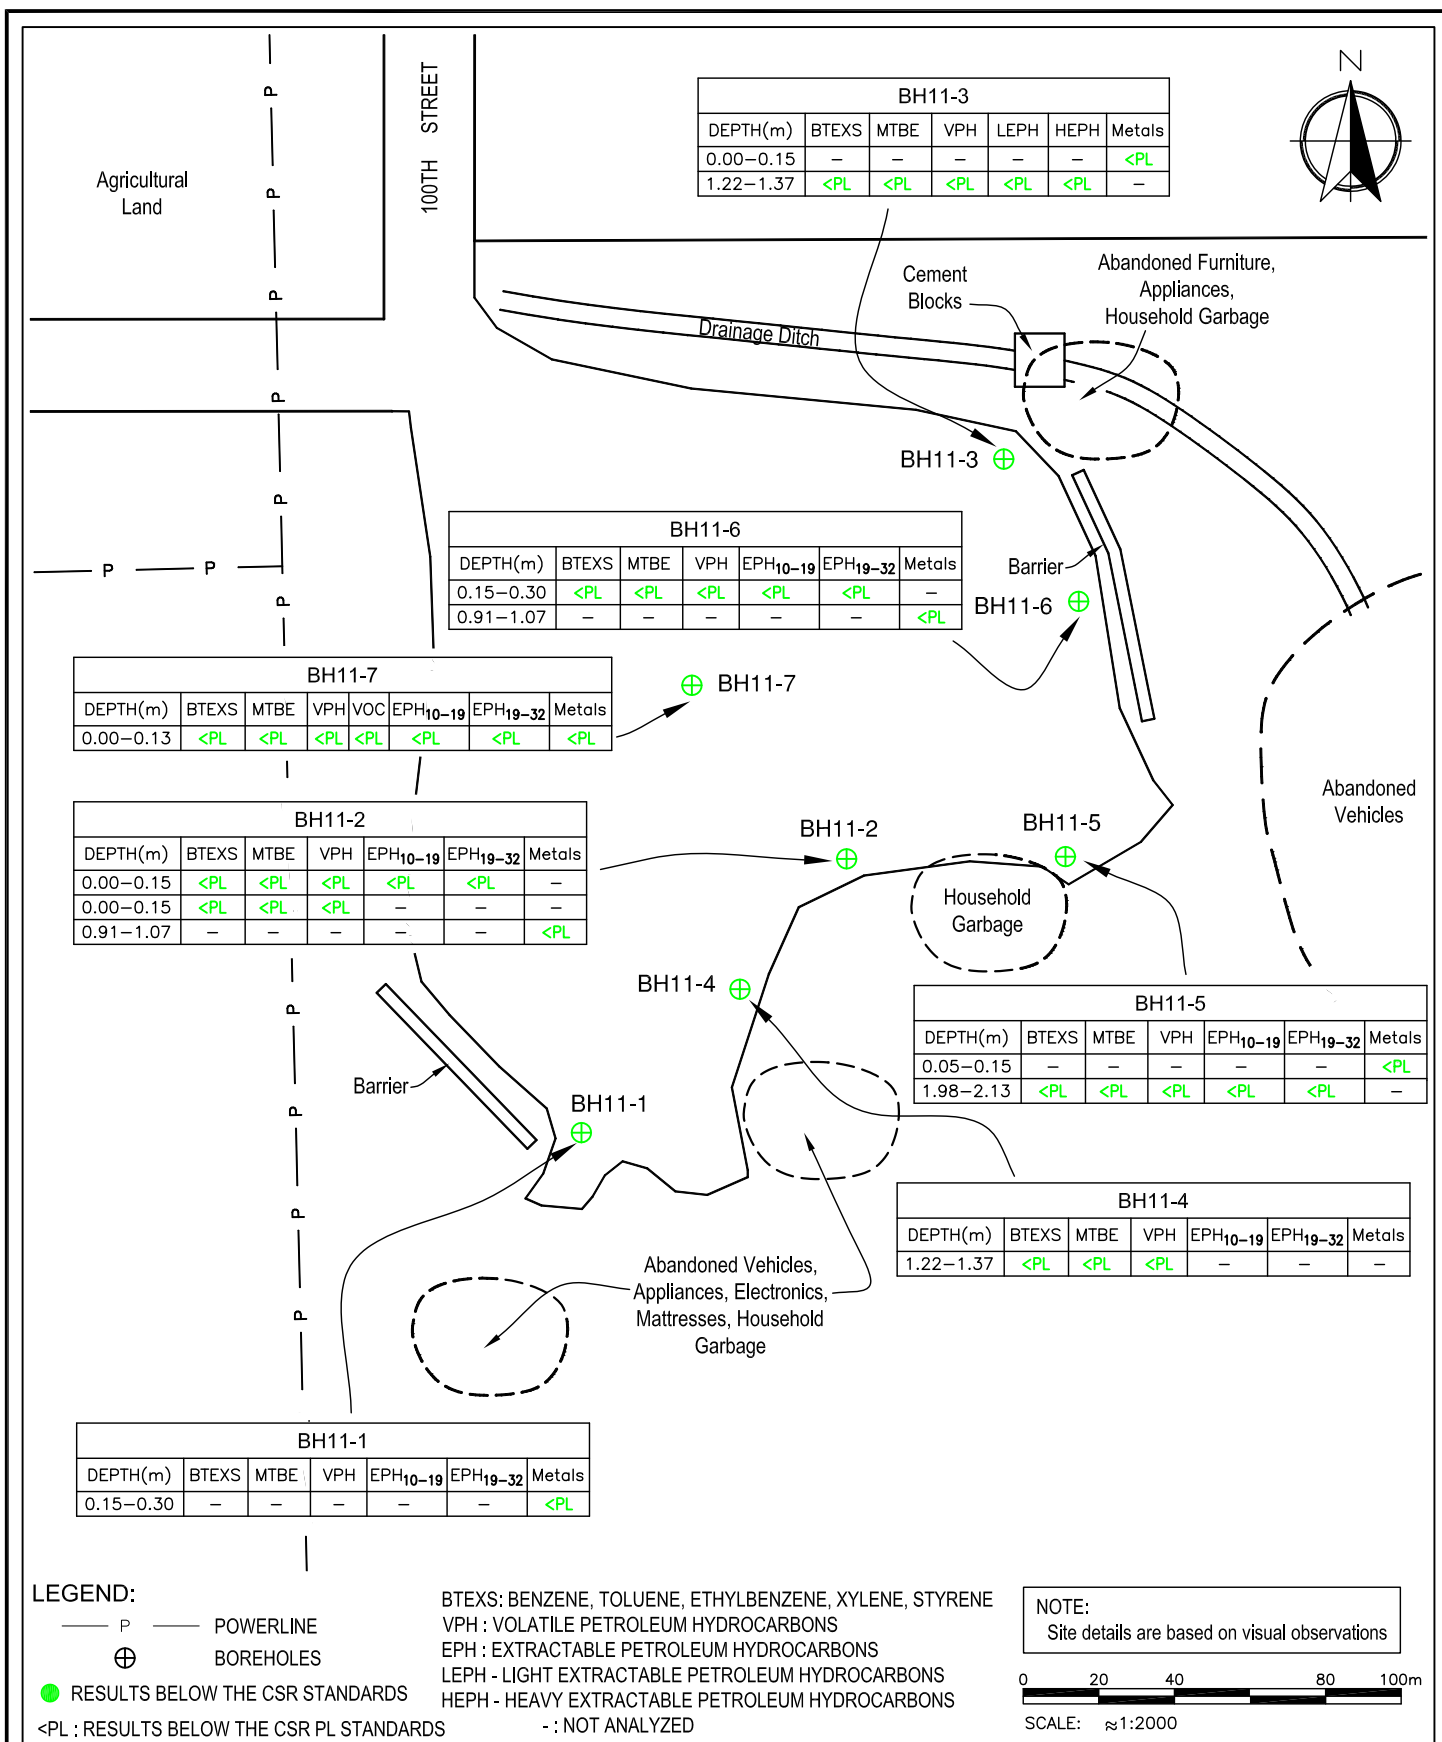 N
BH11-3
DEPTH(m) BTEXS MTBE VPH LEPH HEPH Metals
0.00-0.15 - - - - - <PL
1.22-1.37 <PL <PL <PL <PL <PL -
100TH STREET
Agricultural
Land
P
P
P
P
P
P
P
P
P
P
P
P
Cement
Blocks
Abandoned Furniture,
Appliances,
Household Garbage
Drainage Ditch
BH11-3
BH11-6
DEPTH(m) BTEXS MTBE VPH EPH10-19 EPH19-32 Metals
0.15-0.30 <PL <PL <PL <PL <PL -
0.91-1.07 - - - - - <PL
Barrier
BH11-6
BH11-7
DEPTH(m) BTEXS MTBE VPH VOC EPH10-19 EPH19-32 Metals
0.00-0.13 <PL <PL <PL <PL <PL <PL <PL
BH11-7
Abandoned
Vehicles
BH11-2
DEPTH(m) BTEXS MTBE VPH EPH10-19 EPH19-32 Metals
0.00-0.15 <PL <PL <PL <PL <PL -
0.00-0.15 <PL <PL <PL - - -
0.91-1.07 - - - - - <PL
BH11-2
BH11-5
Household
Garbage
BH11-4
BH11-5
DEPTH(m) BTEXS MTBE VPH EPH10-19 EPH19-32 Metals
0.05-0.15 - - - - - <PL
1.98-2.13 <PL <PL <PL <PL <PL -
Barrier
BH11-1
BH11-4
DEPTH(m) BTEXS MTBE VPH EPH10-19 EPH19-32 Metals
1.22-1.37 <PL <PL <PL - - -
Abandoned Vehicles,
Appliances, Electronics,
Mattresses, Household
Garbage
BH11-1
DEPTH(m) BTEXS MTBE VPH EPH10-19 EPH19-32 Metals
0.15-0.30 - - - - - <PL
LEGEND:
P POWERLINE
BOREHOLES
RESULTS BELOW THE CSR STANDARDS
<PL : RESULTS BELOW THE CSR PL STANDARDS
BTEXS: BENZENE, TOLUENE, ETHYLBENZENE, XYLENE, STYRENE
VPH : VOLATILE PETROLEUM HYDROCARBONS
EPH : EXTRACTABLE PETROLEUM HYDROCARBONS
LEPH - LIGHT EXTRACTABLE PETROLEUM HYDROCARBONS
HEPH - HEAVY EXTRACTABLE PETROLEUM HYDROCARBONS
- : NOT ANALYZED
NOTE:
Site details are based on visual observations
0 20 40 80 100m
SCALE: ≈1:2000